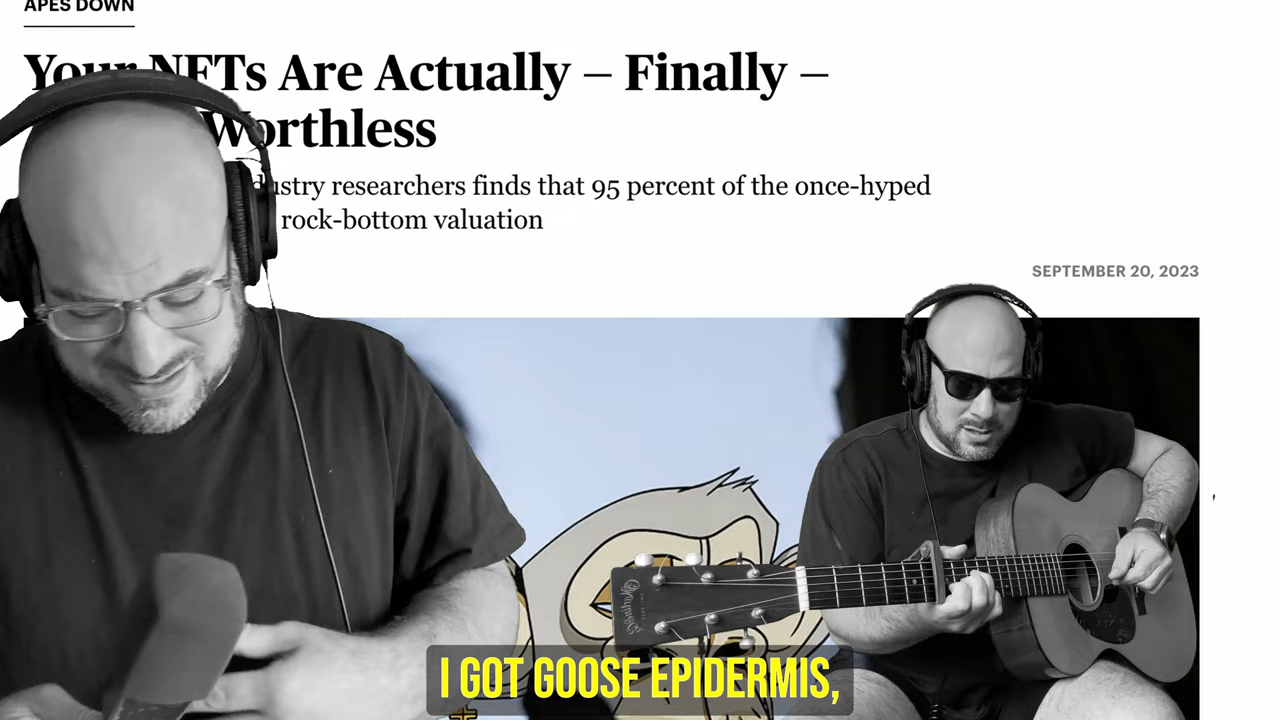 APES DOWN
Your NFTs Are Actually — Finally —
Worthless
dustry researchers finds that 95 percent of the once-hyped
rock-bottom valuation
SEPTEMBER 20, 2023
I GOT GOOSE EPIDERMIS,